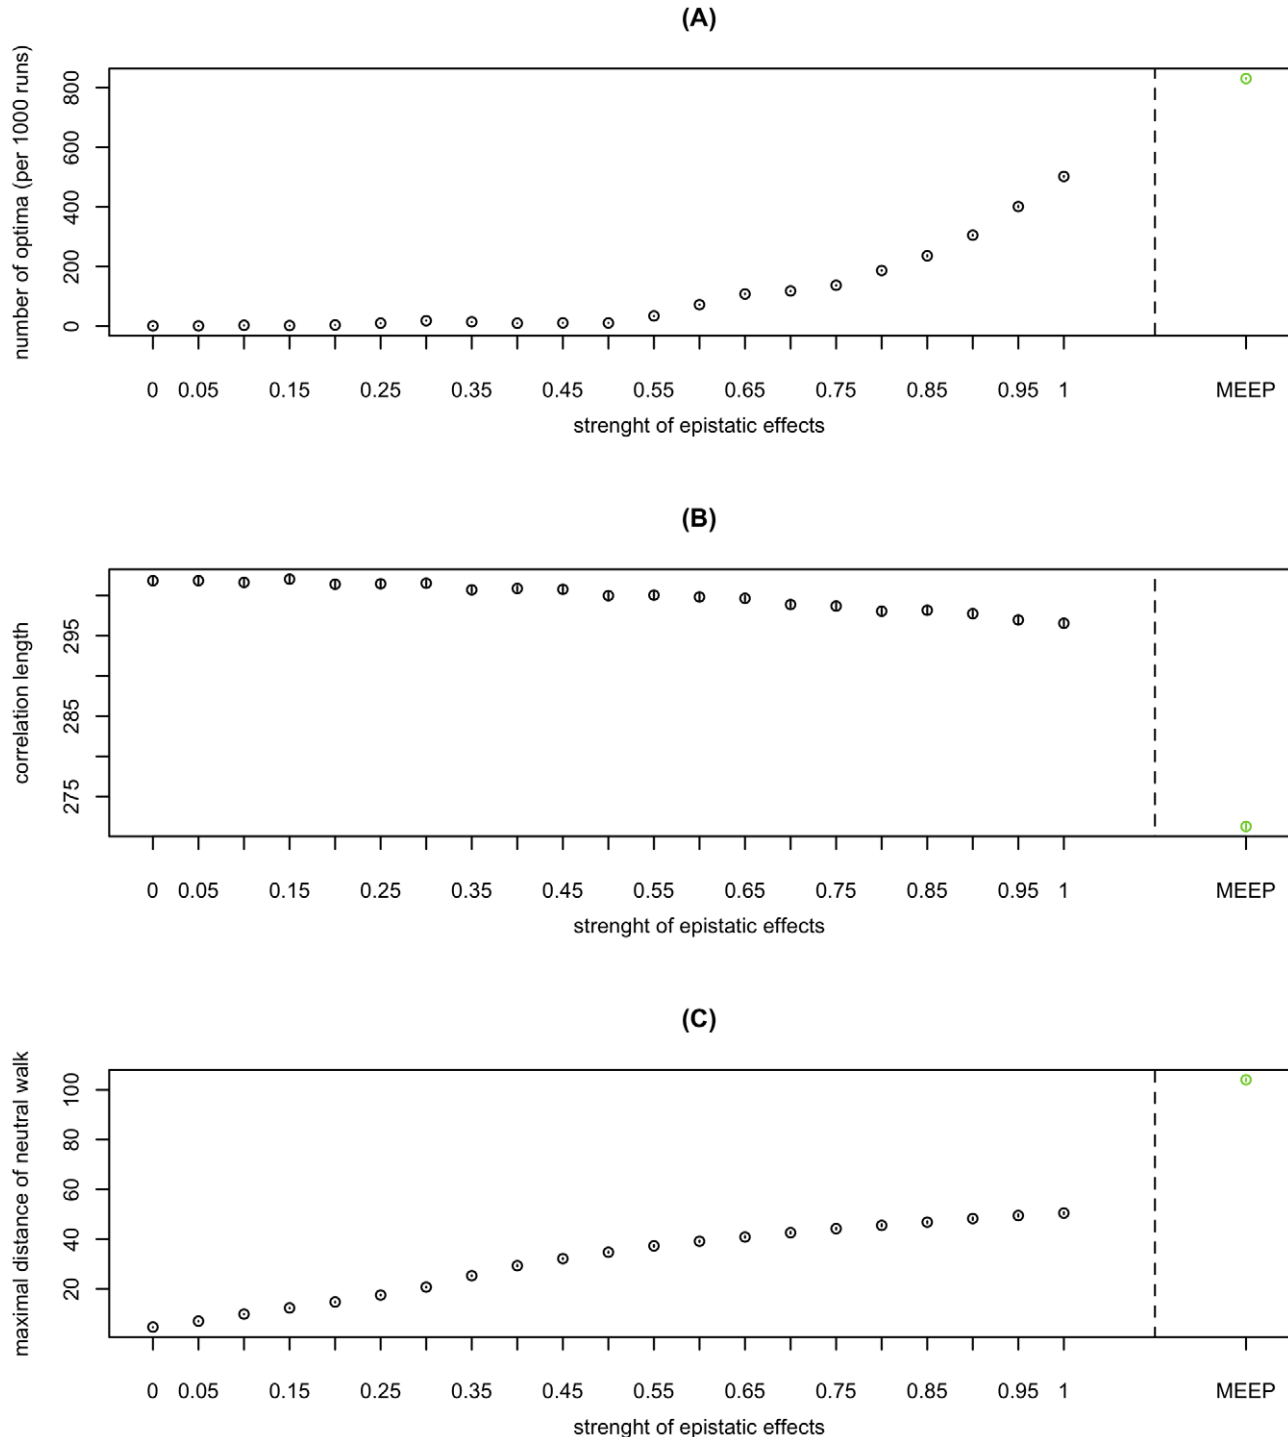 (A)
number of optima (per 1000 runs)
800
600
400
200
0
0 0.05 0.15 0.25 0.35 0.45 0.55 0.65 0.75 0.85 0.95 1 MEEP
strenght of epistatic effects
(B)
correlation length
295
285
275
0 0.05 0.15 0.25 0.35 0.45 0.55 0.65 0.75 0.85 0.95 1 MEEP
strenght of epistatic effects
(C)
maximal distance of neutral walk
100
80
60
40
20
0 0.05 0.15 0.25 0.35 0.45 0.55 0.65 0.75 0.85 0.95 1 MEEP
strenght of epistatic effects